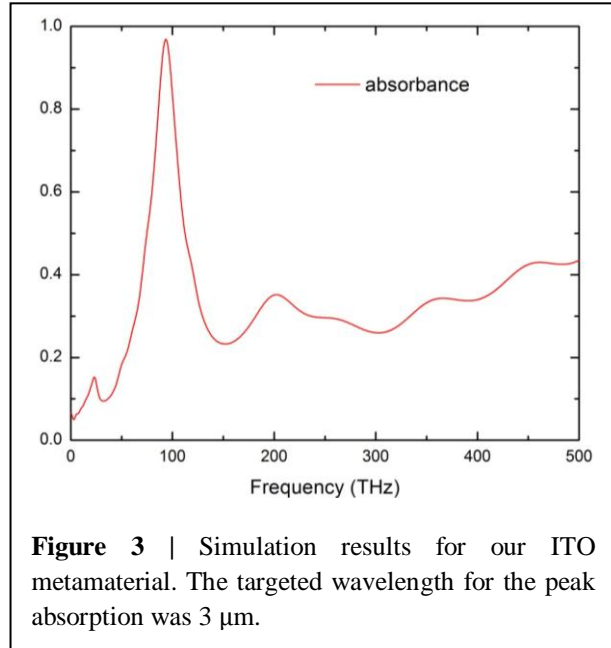 1.0
absorbance
0.8
0.6
0.4
0.2
0.0
0 100 200 300 400 500
Frequency (THz)
Figure 3 | Simulation results for our ITO
metamaterial. The targeted wavelength for the peak
absorption was 3 μm.